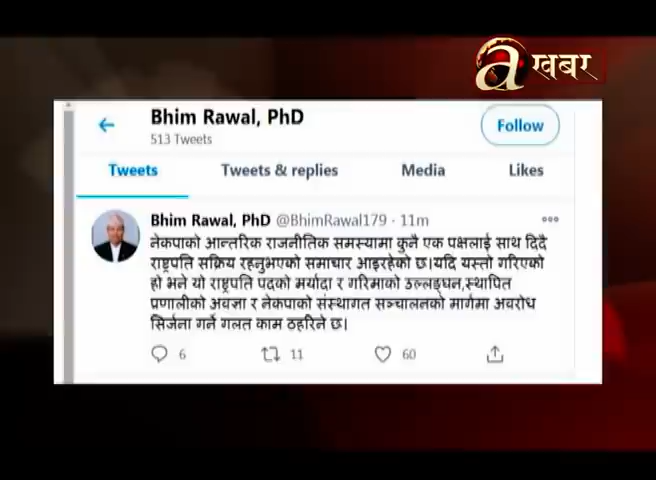 a खबर
Bhim Rawal, PhD
513 Tweets
Follow
Tweets Tweets & replies Media Likes
Bhim Rawal, PhD @BhimRawal179 · 11m
नेकपाको आन्तरिक राजनीतिक समस्यामा कुनै एक पक्षलाई साथ दिदै
राष्ट्रपति सक्रिय रहनुभएको समाचार आइरहेको छ।यदि यस्तो गरिएको
हो भने यो राष्ट्रपति पदको मर्यादा र गरिमाको उल्लङ्घन,स्थापित
प्रणालीको अवज्ञा र नेकपाको संस्थागत सञ्चालनको मार्गमा अवरोध
सिर्जना गर्ने गलत काम ठहरिने छ।
6 11 60